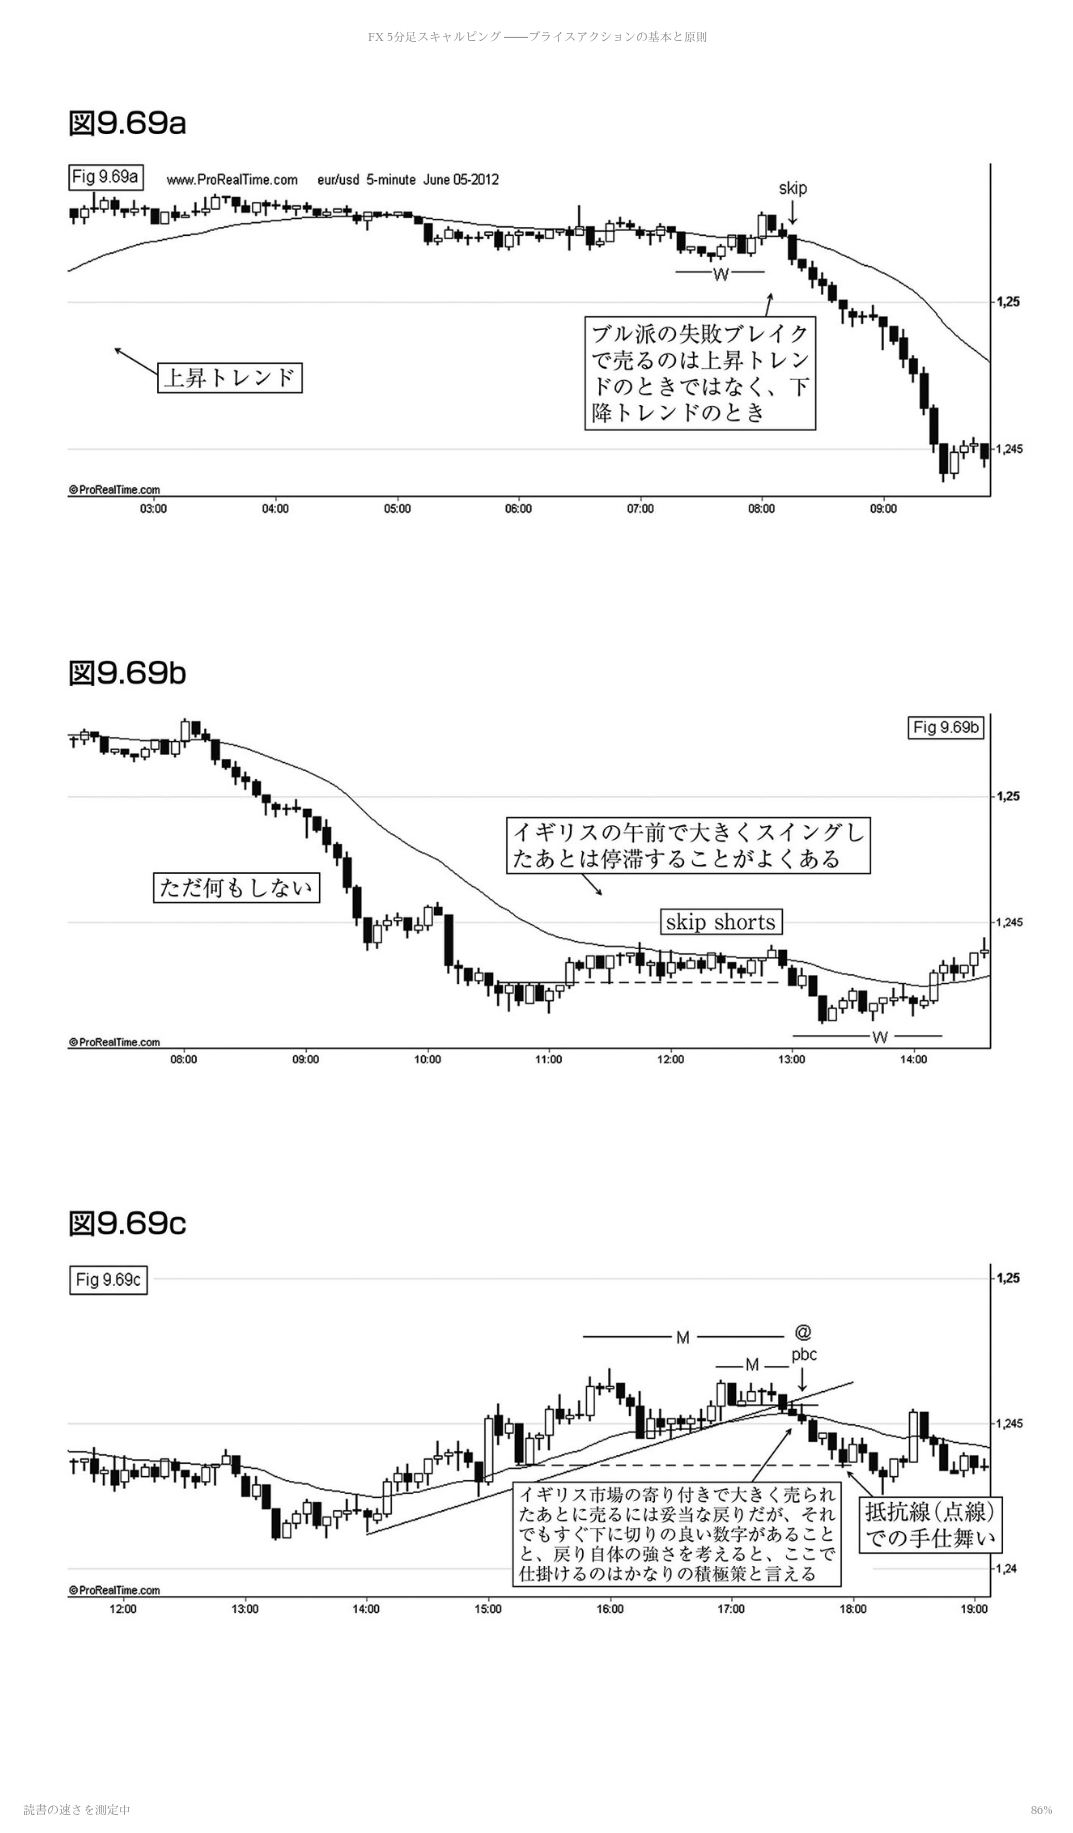 FX 5分足スキャルピング ――プライスアクションの基本と原則
図9.69a
Fig 9.69a
www.ProRealTime.com eur/usd 5-minute June 05-2012
skip
W
1,25
ブル派の失敗ブレイク
で売るのは上昇トレン
ドのときではなく、下
降トレンドのとき
上昇トレンド
1,245
©ProRealTime.com
03:00 04:00 05:00 06:00 07:00 08:00 09:00
図9.69b
Fig 9.69b
1,25
イギリスの午前で大きくスイングし
たあとは停滞することがよくある
ただ何もしない
skip shorts
1,245
W
©ProRealTime.com
08:00 09:00 10:00 11:00 12:00 13:00 14:00
図9.69c
Fig 9.69c
1,25
M
@
pbc
M
1,245
イギリス市場の寄り付きで大きく売られ
たあとに売るには妥当な戻りだが、それ
でもすぐ下に切りの良い数字があること
と、戻り自体の強さを考えると、ここで
仕掛けるのはかなりの積極策と言える
抵抗線（点線）
での手仕舞い
1,24
©ProRealTime.com
12:00 13:00 14:00 15:00 16:00 17:00 18:00 19:00
読書の速さを測定中
86%